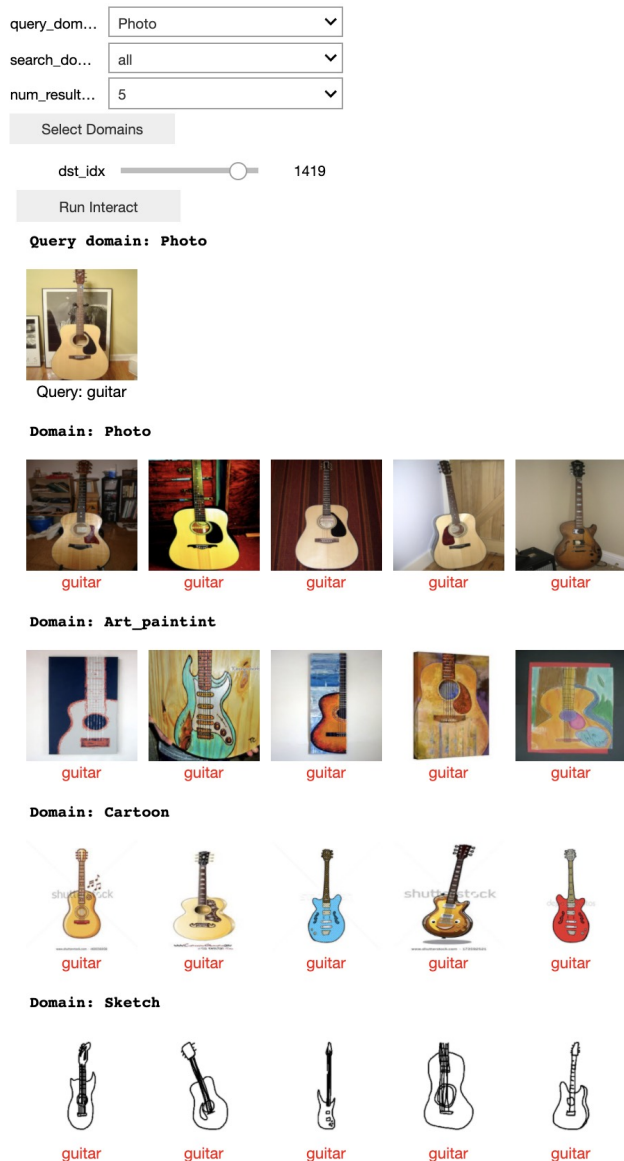 query_dom... Photo
search_do... all
num_result... 5
Select Domains
dst_idx 1419
Run Interact
Query domain: Photo
Query: guitar
Domain: Photo
guitar guitar guitar guitar guitar
Domain: Art_paintint
guitar guitar guitar guitar guitar
Domain: Cartoon
shutterstock shutterstock
guitar guitar guitar guitar guitar
Domain: Sketch
guitar guitar guitar guitar guitar